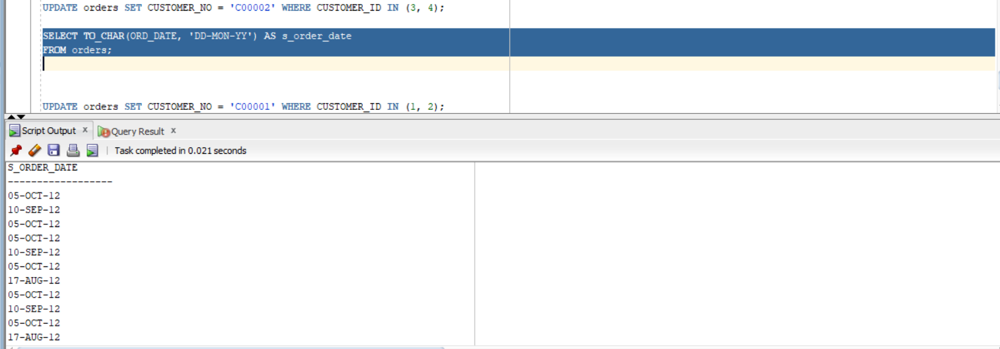 UPDATE orders SET CUSTOMER_NO = 'C00002' WHERE CUSTOMER_ID IN (3, 4);
SELECT TO_CHAR(ORD_DATE, 'DD-MON-YY') AS s_order_date
FROM orders;
UPDATE orders SET CUSTOMER_NO = 'C00001' WHERE CUSTOMER_ID IN (1, 2);
Script Output x Query Result x
Task completed in 0.021 seconds
S_ORDER_DATE
------------------
05-OCT-12
10-SEP-12
05-OCT-12
05-OCT-12
10-SEP-12
05-OCT-12
17-AUG-12
05-OCT-12
10-SEP-12
05-OCT-12
17-AUG-12